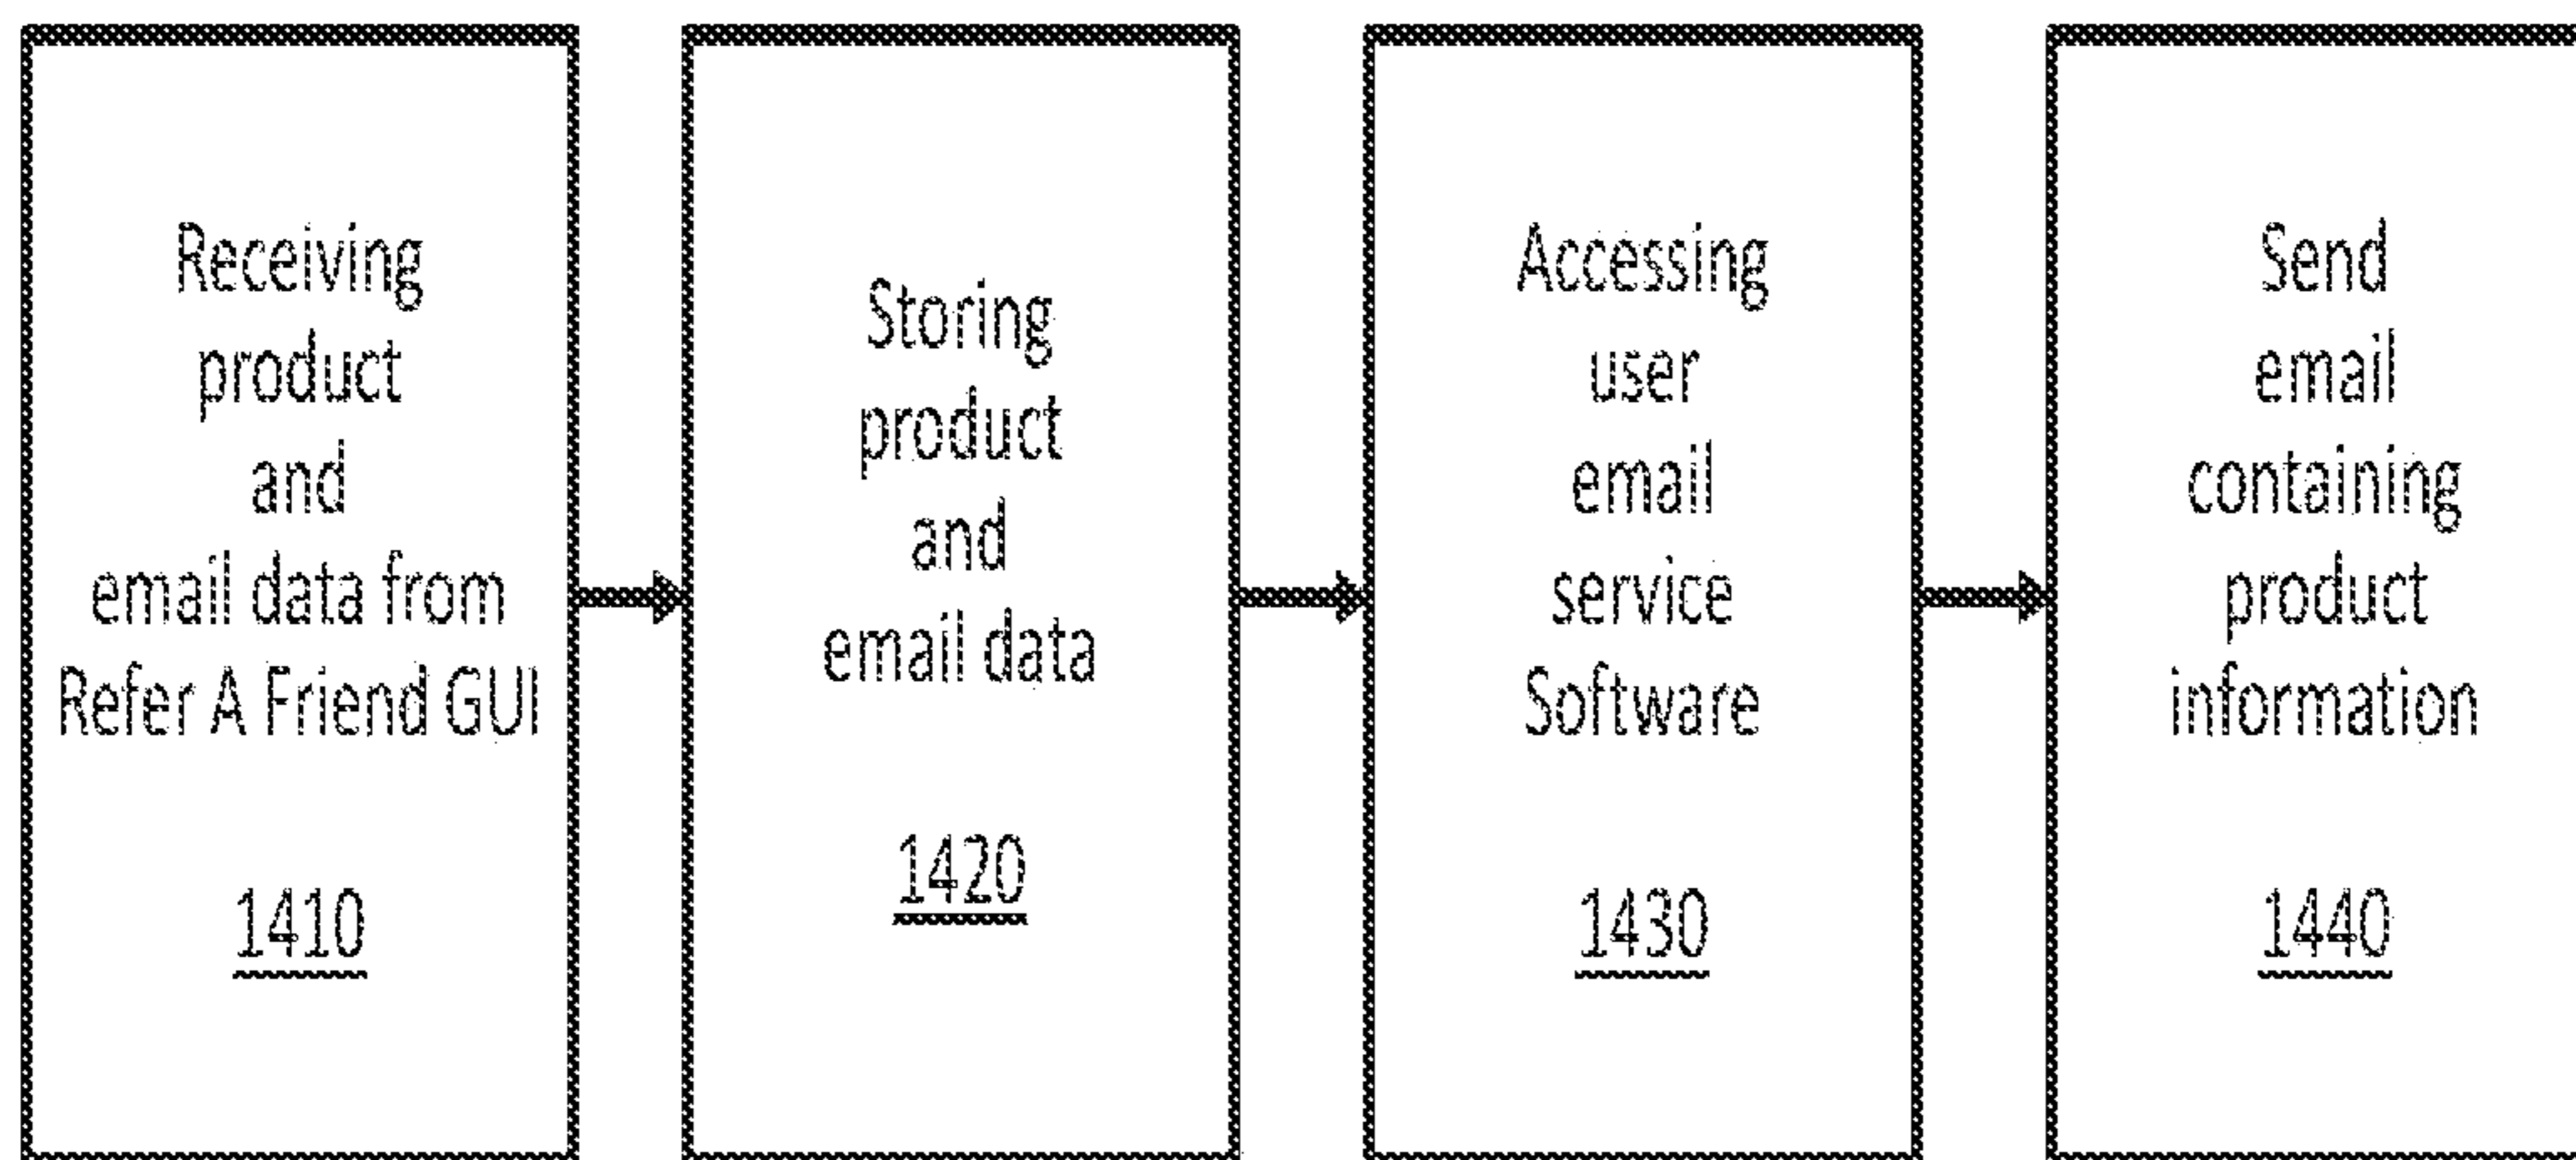 Receiving
product
and
email data from
Refer A Friend GUI
1410
Storing
product
and
email data
1420
Accessing
user
email
service
Software
1430
Send
email
containing
product
information
1440